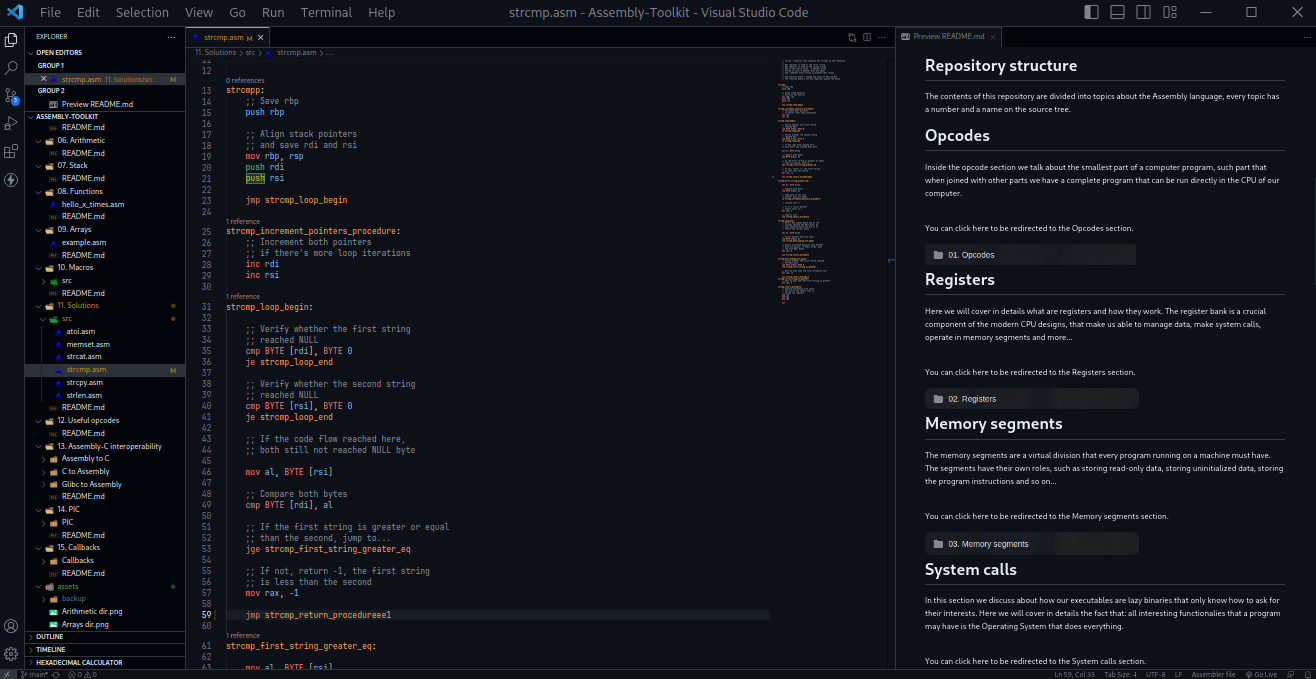 File Edit Selection View Go Run Terminal Help
strcmp.asm - Assembly-Toolkit - Visual Studio Code
EXPLORER
OPEN EDITORS
GROUP 1
strcmp.asm 11. Solutions/src M
GROUP 2
Preview README.md
ASSEMBLY-TOOLKIT
README.md
06. Arithmetic
README.md
07. Stack
README.md
08. Functions
hello_x_times.asm
README.md
09. Arrays
example.asm
README.md
10. Macros
src
README.md
11. Solutions
src
atoi.asm
memset.asm
strcat.asm
strcmp.asm M
strcpy.asm
strlen.asm
README.md
12. Useful opcodes
README.md
13. Assembly-C interoperability
Assembly to C
C to Assembly
Glibc to Assembly
README.md
14. PIC
PIC
README.md
15. Callbacks
Callbacks
README.md
assets
backup
Arithmetic dir.png
Arrays dir.png
OUTLINE
TIMELINE
HEXADECIMAL CALCULATOR
3
strcmp.asm M
11. Solutions > src > strcmp.asm > ...
11
12
0 references
13 strcmpp:
14 ;; Save rbp
15 push rbp
16
17 ;; Align stack pointers
18 ;; and save rdi and rsi
19 mov rbp, rsp
20 push rdi
21 push rsi
22
23 jmp strcmp_loop_begin
24
1 reference
25 strcmp_increment_pointers_procedure:
26 ;; Increment both pointers
27 ;; if there's more loop iterations
28 inc rdi
29 inc rsi
30
1 reference
31 strcmp_loop_begin:
32
33 ;; Verify whether the first string
34 ;; reached NULL
35 cmp BYTE [rdi], BYTE 0
36 je strcmp_loop_end
37
38 ;; Verify whether the second string
39 ;; reached NULL
40 cmp BYTE [rsi], BYTE 0
41 je strcmp_loop_end
42
43 ;; If the code flow reached here,
44 ;; both still not reached NULL byte
45
46 mov al, BYTE [rsi]
47
48 ;; Compare both bytes
49 cmp BYTE [rdi], al
50
51 ;; If the first string is greater or equal
52 ;; than the second, jump to...
53 jge strcmp_first_string_greater_eq
54
55 ;; If not, return -1, the first string
56 ;; is less than the second
57 mov rax, -1
58
59 jmp strcmp_return_procedureee1
60
1 reference
61 strcmp_first_string_greater_eq:
62
63 mov al, BYTE [rsi]
Preview README.md
Repository structure
The contents of this repository are divided into topics about the Assembly language, every topic has
a number and a name on the source tree.
Opcodes
Inside the opcode section we talk about the smallest part of a computer program, such part that
when joined with other parts we have a complete program that can be run directly in the CPU of our
computer.
You can click here to be redirected to the Opcodes section.
01. Opcodes
Registers
Here we will cover in details what are registers and how they work. The register bank is a crucial
component of the modern CPU designs, that make us able to manage data, make system calls,
operate in memory segments and more...
You can click here to be redirected to the Registers section.
02. Registers
Memory segments
The memory segments are a virtual division that every program running on a machine must have.
The segments have their own roles, such as storing read-only data, storing uninitialized data, storing
the program instructions and so on...
You can click here to be redirected to the Memory segments section.
03. Memory segments
System calls
In this section we discuss about how our executables are lazy binaries that only know how to ask for
their interests. Here we will cover in details the fact that: all interesting functionalies that a program
may have is the Operating System that does everything.
You can click here to be redirected to the System calls section.
main* 0 0 Ln 59, Col 35 Tab Size: 4 UTF-8 LF Assembler file Go Live